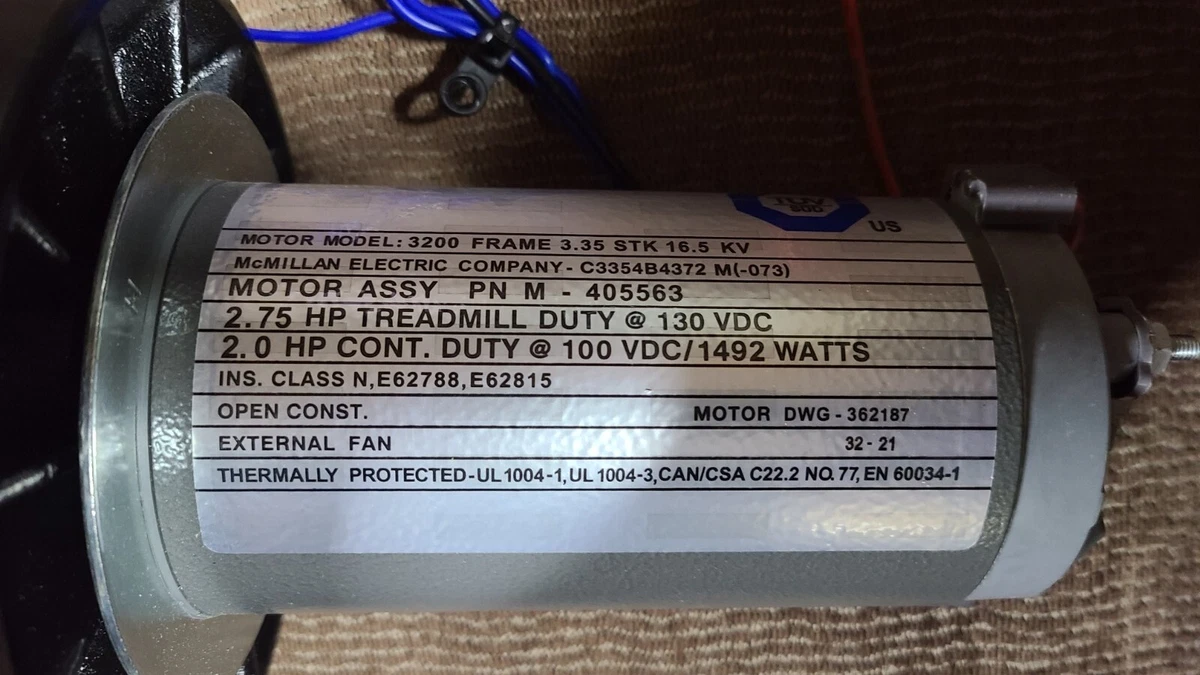 US
MOTOR MODEL: 3200 FRAME 3.35 STK 16.5 KV
McMILLAN ELECTRIC COMPANY - C3354B4372 M(-073)
MOTOR ASSY PN M - 405563
2.75 HP TREADMILL DUTY @ 130 VDC
2.0 HP CONT. DUTY @ 100 VDC/1492 WATTS
INS. CLASS N,E62788,E62815
OPEN CONST. MOTOR DWG - 362187
EXTERNAL FAN 32 - 21
THERMALLY PROTECTED-UL 1004-1, UL 1004-3,CAN/CSA C22.2 NO.77, EN 60034-1